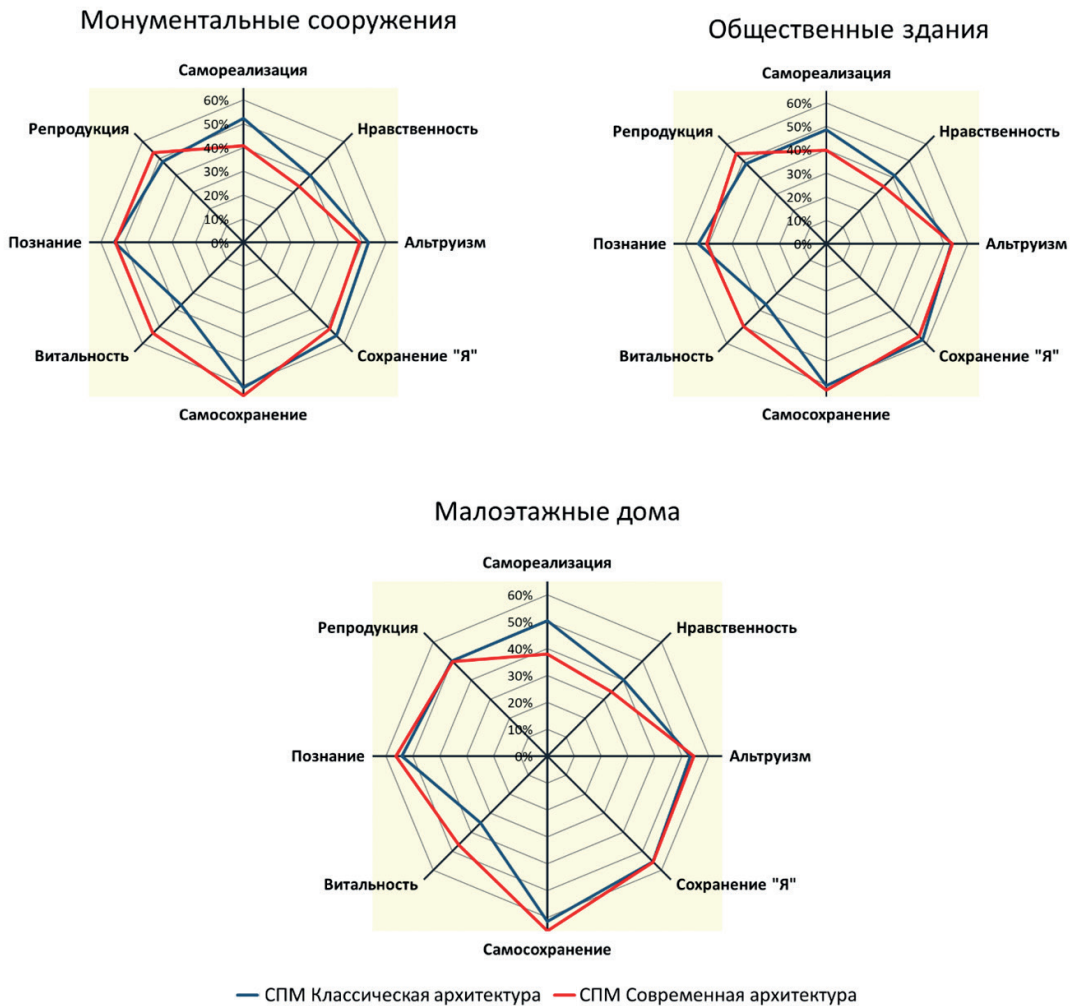 Монументальные сооружения
Самореализация
60%
50%
40%
30%
20%
10%
0%
Нравственность
Альтруизм
Сохранение "Я"
Самосохранение
Витальность
Познание
Репродукция
Общественные здания
Самореализация
60%
50%
40%
30%
20%
10%
0%
Нравственность
Альтруизм
Сохранение "Я"
Самосохранение
Витальность
Познание
Репродукция
Малоэтажные дома
Самореализация
60%
50%
40%
30%
20%
10%
0%
Нравственность
Альтруизм
Сохранение "Я"
Самосохранение
Витальность
Познание
Репродукция
СПМ Классическая архитектура СПМ Современная архитектура